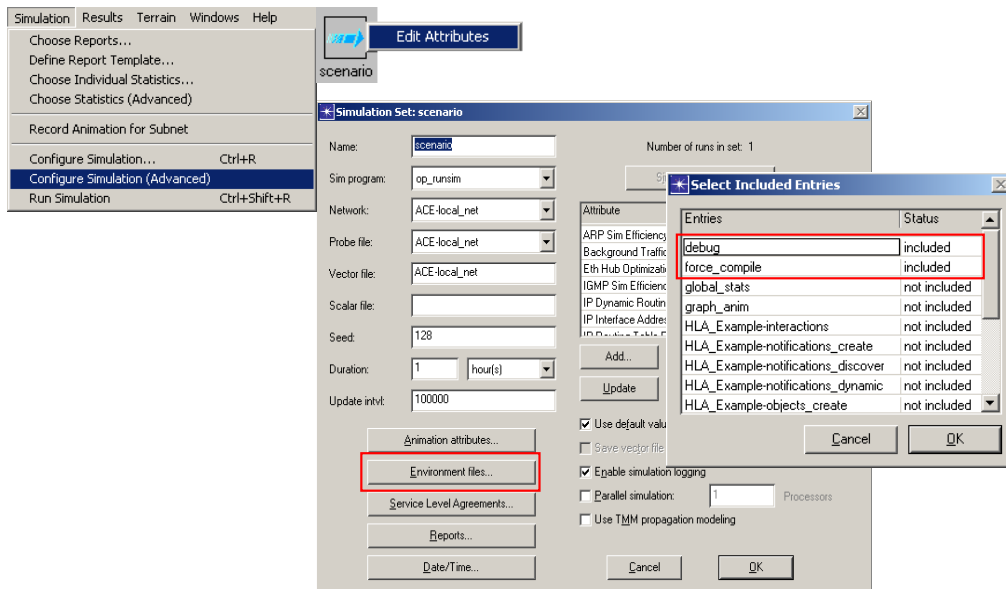 Simulation Results Terrain Windows Help
Choose Reports...
Define Report Template...
Choose Individual Statistics...
Choose Statistics (Advanced)
Record Animation for Subnet
Configure Simulation... Ctrl+R
Configure Simulation (Advanced)
Run Simulation Ctrl+Shift+R
Edit Attributes
scenario
Simulation Set: scenario
Name: scenario
Sim program: op_runsim
Network: ACE-local_net
Probe file: ACE-local_net
Vector file: ACE-local_net
Scalar file:
Seed: 128
Duration: 1 hour(s)
Update intvl: 100000
Animation attributes...
Environment files...
Service Level Agreements...
Reports...
Date/Time...
Number of runs in set: 1
Attribute
ARP Sim Efficiency
Background Traffic
Eth Hub Optimizati
IGMP Sim Efficienc
IP Dynamic Routin
IP Interface Addres
Add...
Update
Use default valu
Save vector file
Enable simulation logging
Parallel simulation: 1 Processors
Use TMM propagation modeling
Cancel OK
Select Included Entries
Entries Status
debug included
force_compile included
global_stats not included
graph_anim not included
HLA_Example-interactions not included
HLA_Example-notifications_create not included
HLA_Example-notifications_discover not included
HLA_Example-notifications_dynamic not included
HLA_Example-objects_create not included
Cancel OK